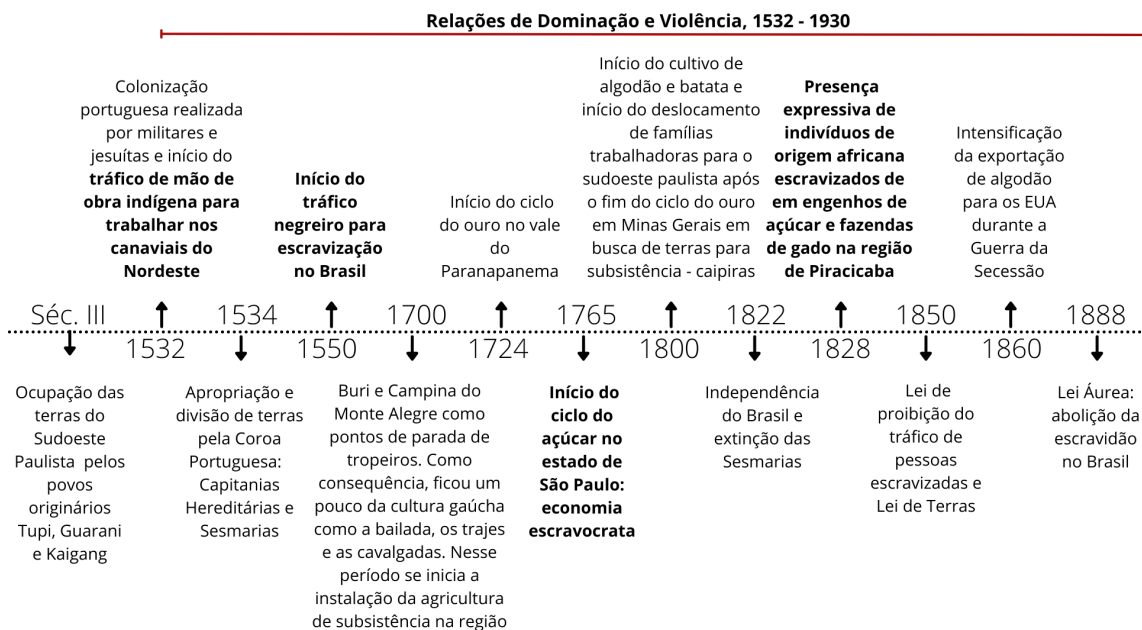 Relações de Dominação e Violência, 1532 - 1930
Colonização
portuguesa realizada
por militares e
jesuítas e início do
tráfico de mão de
obra indígena para
trabalhar nos
canaviais do
Nordeste
Início do
tráfico
negreiro para
escravização
no Brasil
Início do ciclo
do ouro no vale
do
Paranapanema
Início do cultivo de
algodão e batata e
início do deslocamento
de famílias
trabalhadoras para o
sudoeste paulista após
o fim do ciclo do ouro
em Minas Gerais em
busca de terras para
subsistência - caipiras
Presença
expressiva de
indivíduos de
origem africana
escravizados de
em engenhos de
açúcar e fazendas
de gado na região
de Piracicaba
Intensificação
da exportação
de algodão
para os EUA
durante a
Guerra da
Secessão
Séc. III
1532
1534
1550
1700
1724
1765
1800
1822
1828
1850
1860
1888
Ocupação das
terras do
Sudoeste
Paulista pelos
povos
originários
Tupi, Guarani
e Kaigang
Apropriação e
divisão de terras
pela Coroa
Portuguesa:
Capitanias
Hereditárias e
Sesmarias
Buri e Campina do
Monte Alegre como
pontos de parada de
tropeiros. Como
consequência, ficou um
pouco da cultura gaúcha
como a bailada, os trajes
e as cavalgadas. Nesse
período se inicia a
instalação da agricultura
de subsistência na região
Início do
ciclo do
açúcar no
estado de
São Paulo:
economia
escravocrata
Independência
do Brasil e
extinção das
Sesmarias
Lei de
proibição do
tráfico de
pessoas
escravizadas e
Lei de Terras
Lei Áurea:
abolição da
escravidão
no Brasil